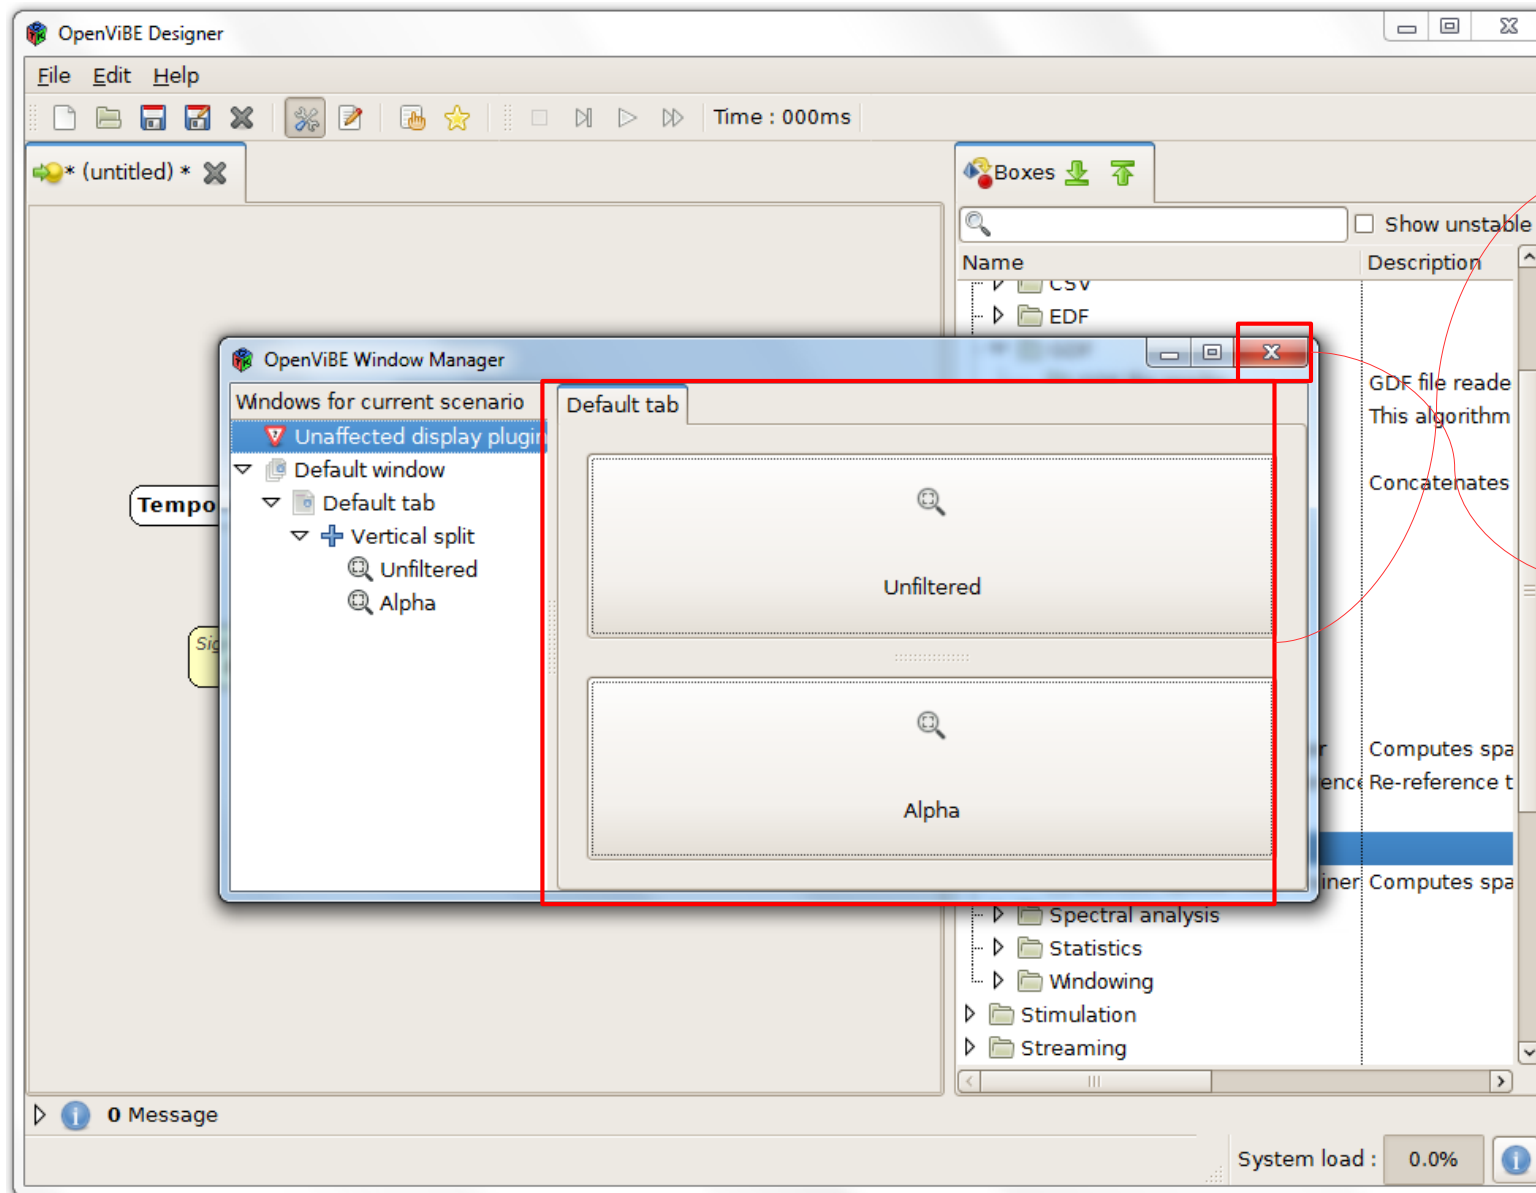 OpenViBE Designer
File Edit Help
Time : 000ms
* (untitled) *
Boxes
Show unstable
Name Description
CSV
EDF
OpenViBE Window Manager
Windows for current scenario
Default tab
GDF file reade
This algorithm
Unaffected display plugin
Default window
Concatenates
Tempo
Default tab
Vertical split
Unfiltered
Unfiltered
Alpha
Sig
Computes spa
Re-reference t
Alpha
iner Computes spa
Spectral analysis
Statistics
Windowing
Stimulation
Streaming
0 Message
System load : 0.0%